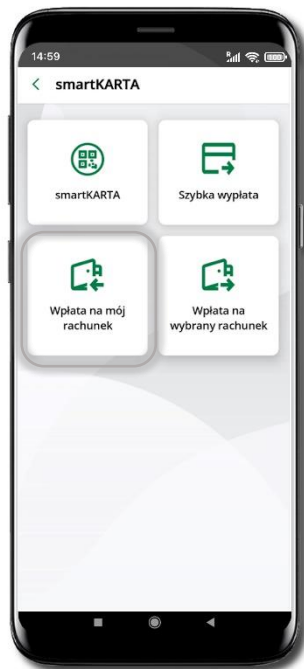 14:59
smartKARTA
smartKARTA
Szybka wypłata
Wpłata na mój
rachunek
Wpłata na
wybrany rachunek